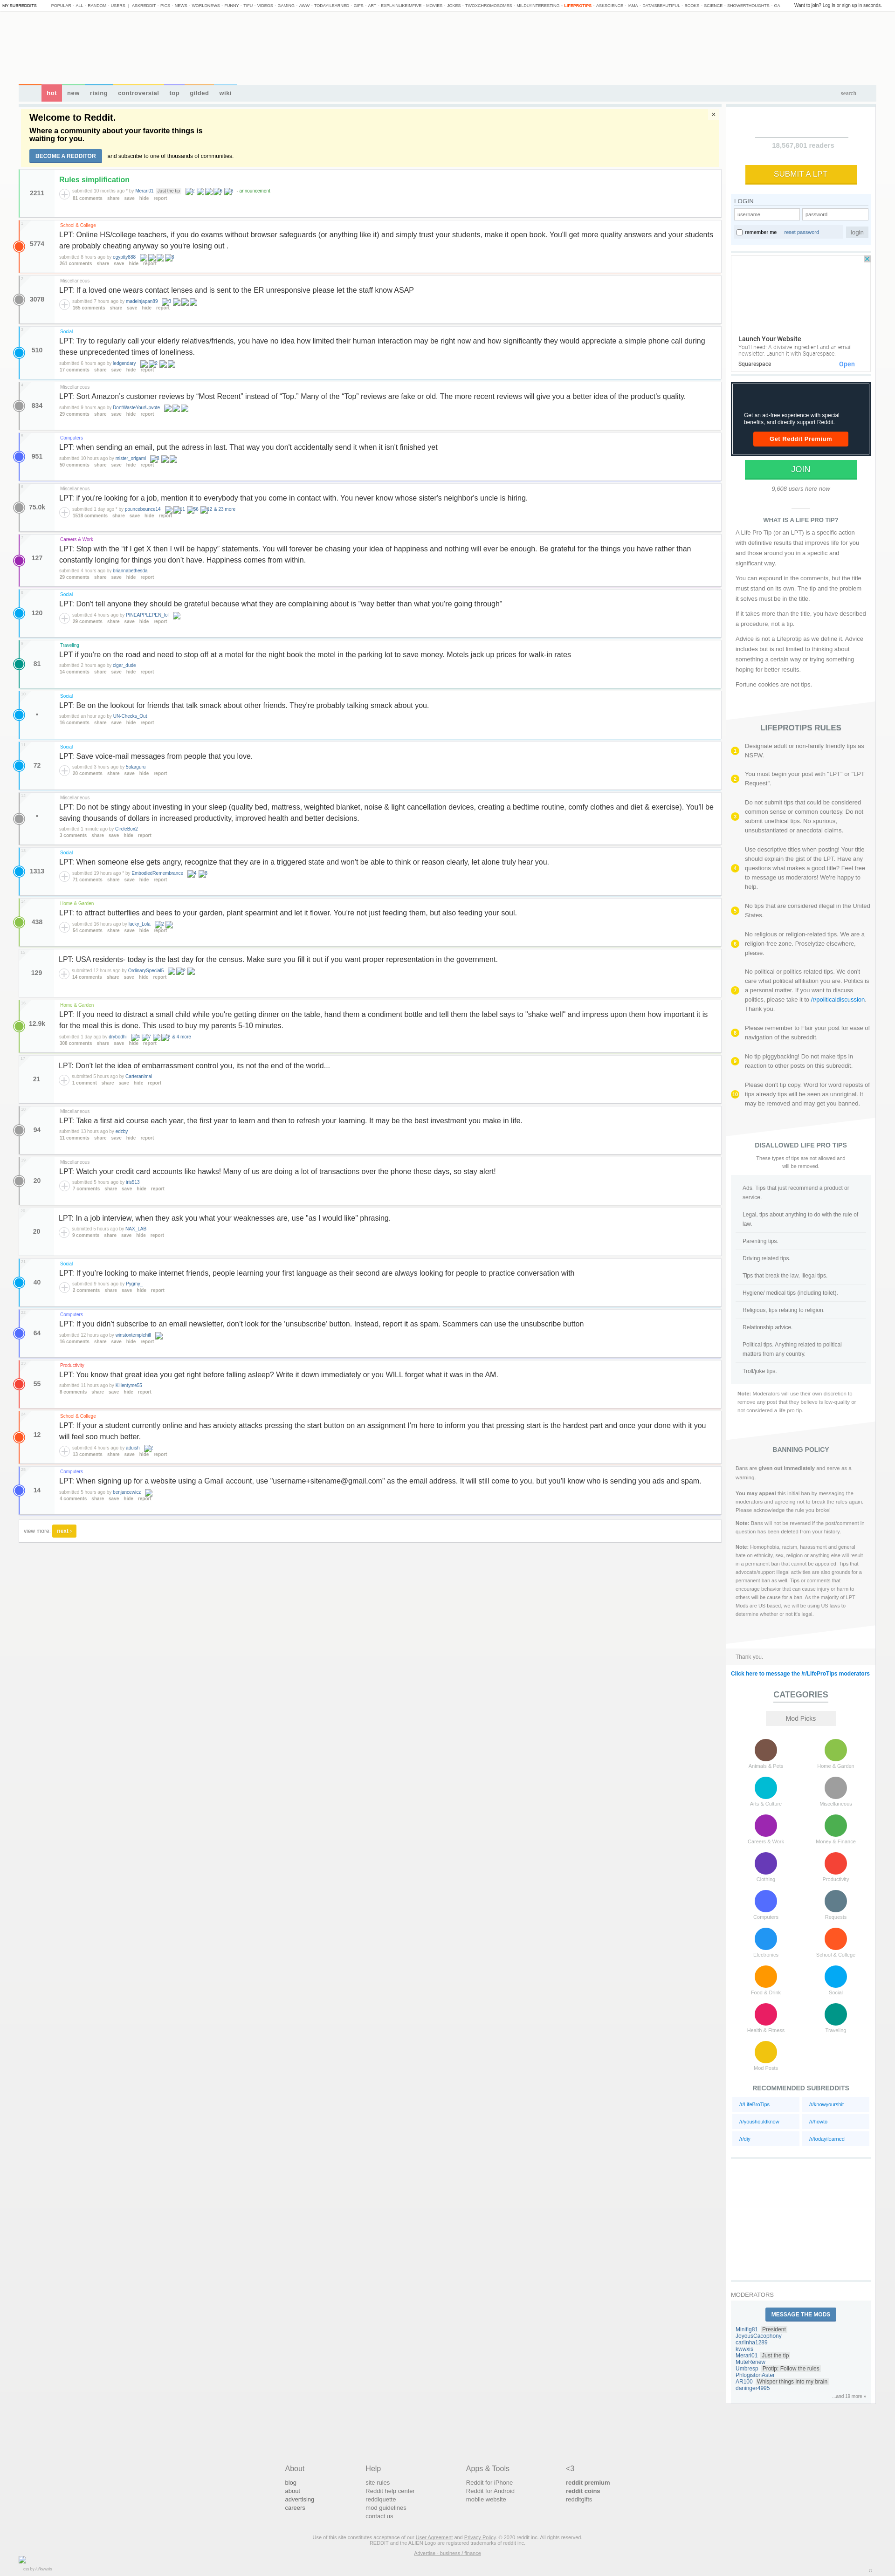 MY SUBREDDITS POPULAR - ALL - RANDOM - USERS | ASKREDDIT - PICS - NEWS - WORLDNEWS - FUNNY - TIFU - VIDEOS - GAMING - AWW - TODAYILEARNED - GIFS - ART - EXPLAINLIKEIMFIVE - MOVIES - JOKES - TWOXCHROMOSOMES - MILDLYINTERESTING - LIFEPROTIPS - ASKSCIENCE - IAMA - DATAISBEAUTIFUL - BOOKS - SCIENCE - SHOWERTHOUGHTS - GA
Want to join? Log in or sign up in seconds.
hot new rising controversial top gilded wiki
search
Welcome to Reddit.
Where a community about your favorite things is
waiting for you.
BECOME A REDDITOR and subscribe to one of thousands of communities.
2211
Rules simplification
submitted 10 months ago * by Merari01 Just the tip - announcement
81 comments share save hide report
School & College
5774
LPT: Online HS/college teachers, if you do exams without browser safeguards (or anything like it) and simply trust your students, make it open book. You'll get more quality answers and your students
are probably cheating anyway so you're losing out .
submitted 8 hours ago by egyptty888
261 comments share save hide report
Miscellaneous
3078
LPT: If a loved one wears contact lenses and is sent to the ER unresponsive please let the staff know ASAP
submitted 7 hours ago by madeinjapan89
165 comments share save hide report
Social
510
LPT: Try to regularly call your elderly relatives/friends, you have no idea how limited their human interaction may be right now and how significantly they would appreciate a simple phone call during
these unprecedented times of loneliness.
submitted 8 hours ago by ledgendary
17 comments share save hide report
Miscellaneous
834
LPT: Sort Amazon's customer reviews by “Most Recent” instead of “Top.” Many of the “Top” reviews are fake or old. The more recent reviews will give you a better idea of the product's quality.
submitted 9 hours ago by DontWasteYourUpvote
29 comments share save hide report
Computers
951
LPT: when sending an email, put the adress in last. That way you don't accidentally send it when it isn't finished yet
submitted 10 hours ago by mister_origami
50 comments share save hide report
Miscellaneous
75.0k
LPT: if you're looking for a job, mention it to everybody that you come in contact with. You never know whose sister's neighbor's uncle is hiring.
submitted 1 day ago * by pouncebounce14 & 23 more
2018 comments share save hide report
Careers & Work
127
LPT: Stop with the “if I get X then I will be happy” statements. You will forever be chasing your idea of happiness and nothing will ever be enough. Be grateful for the things you have rather than
constantly longing for things you don't have. Happiness comes from within.
submitted 4 hours ago by briannabethesda
29 comments share save hide report
Social
120
LPT: Don't tell anyone they should be grateful because what they are complaining about is "way better than what you're going through"
submitted 4 hours ago by PINEAPPLEPEN_lol
29 comments share save hide report
Traveling
81
LPT if you're on the road and need to stop off at a motel for the night book the motel in the parking lot to save money. Motels jack up prices for walk-in rates
submitted 2 hours ago by cigar_dude
14 comments share save hide report
Social
•
LPT: Be on the lookout for friends that talk smack about other friends. They're probably talking smack about you.
submitted an hour ago by UN-Checks_Out
18 comments share save hide report
Social
72
LPT: Save voice-mail messages from people that you love.
submitted 3 hours ago by Solarguru
20 comments share save hide report
Miscellaneous
•
LPT: Do not be stingy about investing in your sleep (quality bed, mattress, weighted blanket, noise & light cancellation devices, creating a bedtime routine, comfy clothes and diet & exercise). You'll be
saving thousands of dollars in increased productivity, improved health and better decisions.
submitted 1 minute ago by CircleBox2
3 comments share save hide report
Social
1313
LPT: When someone else gets angry, recognize that they are in a triggered state and won't be able to think or reason clearly, let alone truly hear you.
submitted 19 hours ago * by EmbodiedRemembrance
71 comments share save hide report
Home & Garden
438
LPT: to attract butterflies and bees to your garden, plant spearmint and let it flower. You're not just feeding them, but also feeding your soul.
submitted 16 hours ago by lucky_Lola
54 comments share save hide report
129
LPT: USA residents- today is the last day for the census. Make sure you fill it out if you want proper representation in the government.
submitted 12 hours ago by OrdinarySpecial5
14 comments share save hide report
Home & Garden
12.9k
LPT: If you need to distract a small child while you're getting dinner on the table, hand them a condiment bottle and tell them the label says to "shake well" and impress upon them how important it is
for the meal this is done. This used to buy my parents 5-10 minutes.
submitted 1 day ago by drybodhi & 4 more
305 comments share save hide report
21
LPT: Don't let the idea of embarrassment control you, its not the end of the world...
submitted 5 hours ago by Carteranimal
1 comment share save hide report
Miscellaneous
94
LPT: Take a first aid course each year, the first year to learn and then to refresh your learning. It may be the best investment you make in life.
submitted 13 hours ago by eldzby
11 comments share save hide report
Miscellaneous
20
LPT: Watch your credit card accounts like hawks! Many of us are doing a lot of transactions over the phone these days, so stay alert!
submitted 5 hours ago by ins513
7 comments share save hide report
20
LPT: In a job interview, when they ask you what your weaknesses are, use "as I would like" phrasing.
submitted 5 hours ago by NAX_LAB
9 comments share save hide report
Social
40
LPT: If you're looking to make internet friends, people learning your first language as their second are always looking for people to practice conversation with
submitted 9 hours ago by Pygmy_
3 comments share save hide report
Computers
64
LPT: If you didn't subscribe to an email newsletter, don't look for the ‘unsubscribe’ button. Instead, report it as spam. Scammers can use the unsubscribe button
submitted 12 hours ago by winstontemplehill
16 comments share save hide report
Productivity
55
LPT: You know that great idea you get right before falling asleep? Write it down immediately or you WILL forget what it was in the AM.
submitted 11 hours ago by Killentyme55
8 comments share save hide report
School & College
12
LPT: If your a student currently online and has anxiety attacks pressing the start button on an assignment I'm here to inform you that pressing start is the hardest part and once your done with it you
will feel soo much better.
submitted 4 hours ago by aduish
13 comments share save hide report
Computers
14
LPT: When signing up for a website using a Gmail account, use "username+sitename@gmail.com" as the email address. It will still come to you, but you'll know who is sending you ads and spam.
submitted 5 hours ago by benjancewicz
4 comments share save hide report
view more: next ›
18,567,801 readers
SUBMIT A LPT
LOGIN
username password
remember me reset password login
Launch Your Website
You'll need: A divisive ingredient and an email
newsletter. Launch it with Squarespace.
Squarespace Open
Get an ad-free experience with special
benefits, and directly support Reddit.
Get Reddit Premium
JOIN
9,608 users here now
WHAT IS A LIFE PRO TIP?
A Life Pro Tip (or an LPT) is a specific action
with definitive results that improves life for you
and those around you in a specific and
significant way.
You can expound in the comments, but the title
must stand on its own. The tip and the problem
it solves must be in the title.
If it takes more than the title, you have described
a procedure, not a tip.
Advice is not a Lifeprotip as we define it. Advice
includes but is not limited to thinking about
something a certain way or trying something
hoping for better results.
Fortune cookies are not tips.
LIFEPROTIPS RULES
1 Designate adult or non-family friendly tips as
NSFW.
2 You must begin your post with "LPT" or "LPT
Request".
3 Do not submit tips that could be considered
common sense or common courtesy. Do not
submit unethical tips. No spurious,
unsubstantiated or anecdotal claims.
4 Use descriptive titles when posting! Your title
should explain the gist of the LPT. Have any
questions what makes a good title? Feel free
to message us moderators! We're happy to
help.
5 No tips that are considered illegal in the United
States.
6 No religious or religion-related tips. We are a
religion-free zone. Proselytize elsewhere,
please.
7 No political or politics related tips. We don't
care what political affiliation you are. Politics is
a personal matter. If you want to discuss
politics, please take it to /r/politicaldiscussion.
Thank you.
8 Please remember to Flair your post for ease of
navigation of the subreddit.
9 No tip piggybacking! Do not make tips in
reaction to other posts on this subreddit.
10 Please don't tip copy. Word for word reposts of
tips already tips will be seen as unoriginal. It
may be removed and may get you banned.
DISALLOWED LIFE PRO TIPS
These types of tips are not allowed and
will be removed.
Ads. Tips that just recommend a product or
service.
Legal, tips about anything to do with the rule of
law.
Parenting tips.
Driving related tips.
Tips that break the law, illegal tips.
Hygiene/ medical tips (including toilet).
Religious, tips relating to religion.
Relationship advice.
Political tips. Anything related to political
matters from any country.
Troll/joke tips.
Note: Moderators will use their own discretion to
remove any post that they believe is low-quality or
not considered a life pro tip.
BANNING POLICY
Bans are given out immediately and serve as a
warning.
You may appeal this initial ban by messaging the
moderators and agreeing not to break the rules again.
Please acknowledge the rule you broke!
Note: Bans will not be reversed if the post/comment in
question has been deleted from your history.
Note: Homophobia, racism, harassment and general
hate on ethnicity, sex, religion or anything else will result
in a permanent ban that cannot be appealed. Tips that
advocate/support illegal activities are also grounds for a
permanent ban as well. Tips or comments that
encourage behavior that can cause injury or harm to
others will be cause for a ban. As the majority of LPT
Mods are US based, we will be using US laws to
determine whether or not it's legal.
Thank you.
Click here to message the /r/LifeProTips moderators
CATEGORIES
Mod Picks
Animals & Pets Home & Garden
Arts & Culture Miscellaneous
Careers & Work Money & Finance
Clothing Productivity
Computers Requests
Electronics School & College
Food & Drink Social
Health & Fitness Traveling
Mod Posts
RECOMMENDED SUBREDDITS
/r/LifeBroTips /r/knowyourshit
/r/youshouldknow /r/howto
/r/diy /r/todayilearned
MODERATORS
MESSAGE THE MODS
Minifig81 President
JoyousCacophony
carlinha1289
kwwxis
Merari01 Just the tip
MuteRenew
Umbresp Protip: Follow the rules
PhlogistonAster
AR100 Whisper things into my brain
daninger4995
...and 19 more »
About Help Apps & Tools <3
blog site rules Reddit for iPhone reddit premium
about Reddit help center Reddit for Android reddit coins
advertising reddiquette mobile website redditgifts
careers mod guidelines
contact us
Use of this site constitutes acceptance of our User Agreement and Privacy Policy. © 2020 reddit inc. All rights reserved.
REDDIT and the ALIEN Logo are registered trademarks of reddit inc.
Advertise - business / finance